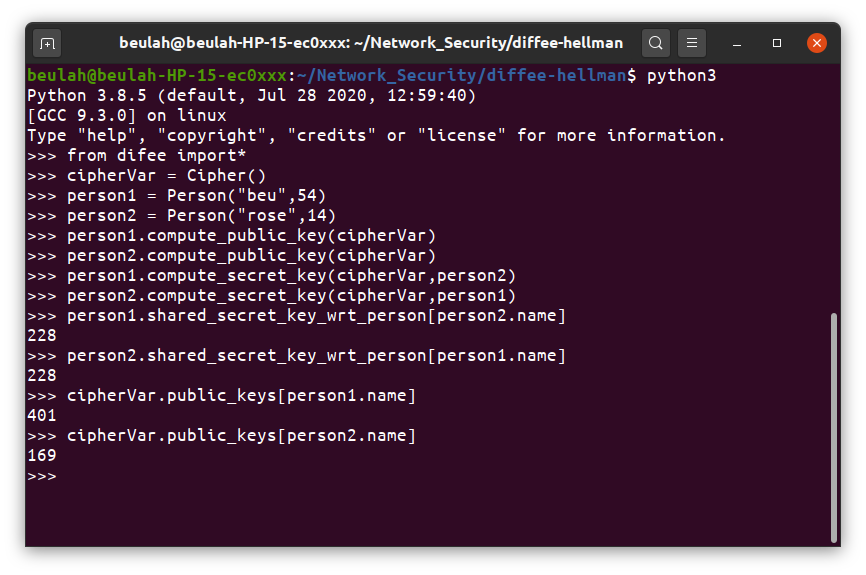 beulah@beulah-HP-15-ec0xxx: ~/Network_Security/diffee-hellman
beulah@beulah-HP-15-ec0xxx:~/Network_Security/diffee-hellman$ python3
Python 3.8.5 (default, Jul 28 2020, 12:59:40)
[GCC 9.3.0] on linux
Type "help", "copyright", "credits" or "license" for more information.
>>> from difee import*
>>> cipherVar = Cipher()
>>> person1 = Person("beu",54)
>>> person2 = Person("rose",14)
>>> person1.compute_public_key(cipherVar)
>>> person2.compute_public_key(cipherVar)
>>> person1.compute_secret_key(cipherVar,person2)
>>> person2.compute_secret_key(cipherVar,person1)
>>> person1.shared_secret_key_wrt_person[person2.name]
228
>>> person2.shared_secret_key_wrt_person[person1.name]
228
>>> cipherVar.public_keys[person1.name]
401
>>> cipherVar.public_keys[person2.name]
169
>>>